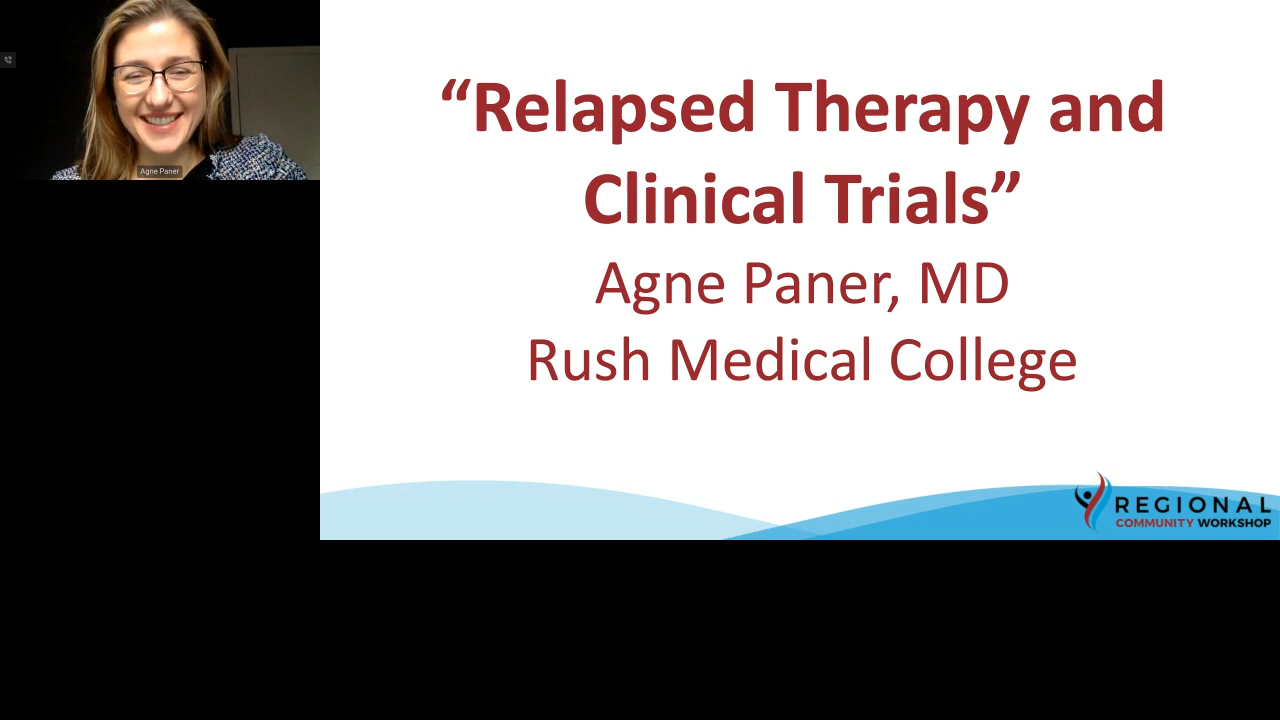 “Relapsed Therapy and
Clinical Trials”
Agne Paner, MD
Rush Medical College
Agne Paner
REGIONAL
COMMUNITY WORKSHOP